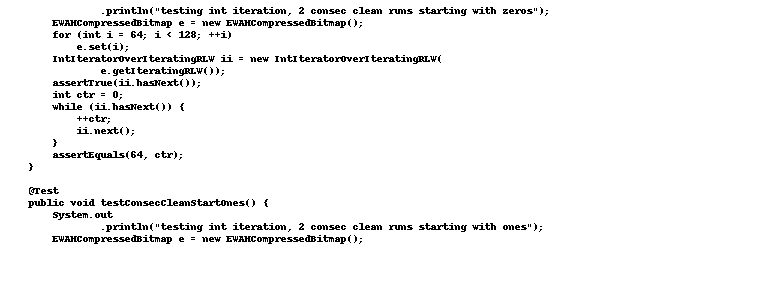 .println("testing int iteration, 2 consec clean runs starting with zeros");
EWAHCompressedBitmap e = new EWAHCompressedBitmap();
for (int i = 64; i < 128; ++i)
e.set(i);
IntIteratorOverIteratingRLW ii = new IntIteratorOverIteratingRLW(
e.getIteratingRLW());
assertTrue(ii.hasNext());
int ctr = 0;
while (ii.hasNext()) {
++ctr;
ii.next();
}
assertEquals(64, ctr);
}
@Test
public void testConsecCleanStartOnes() {
System.out
.println("testing int iteration, 2 consec clean runs starting with ones");
EWAHCompressedBitmap e = new EWAHCompressedBitmap();